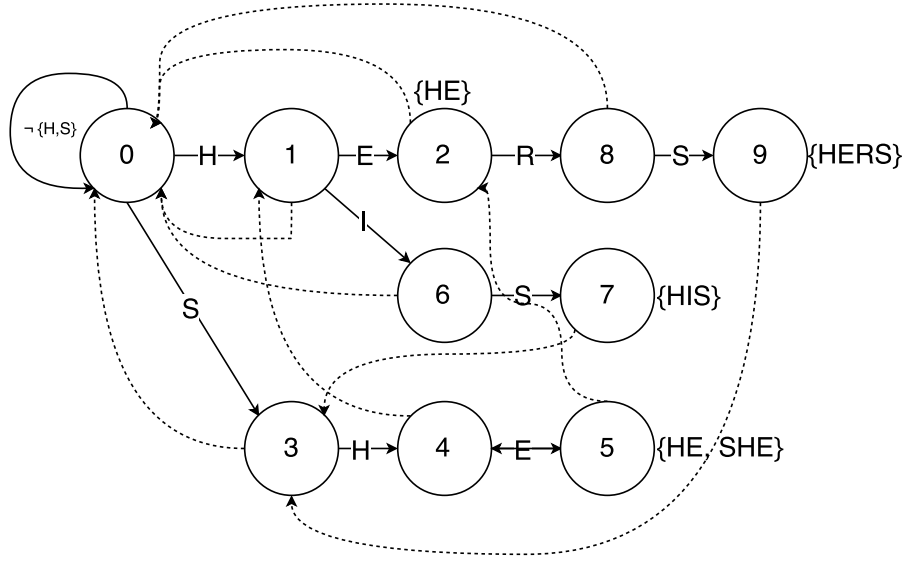 {HE}
¬ {H,S}
0
H
1
E
2
R
8
S
9
{HERS}
I
6
S
7
{HIS}
S
3
H
4
E
5
{HE, SHE}